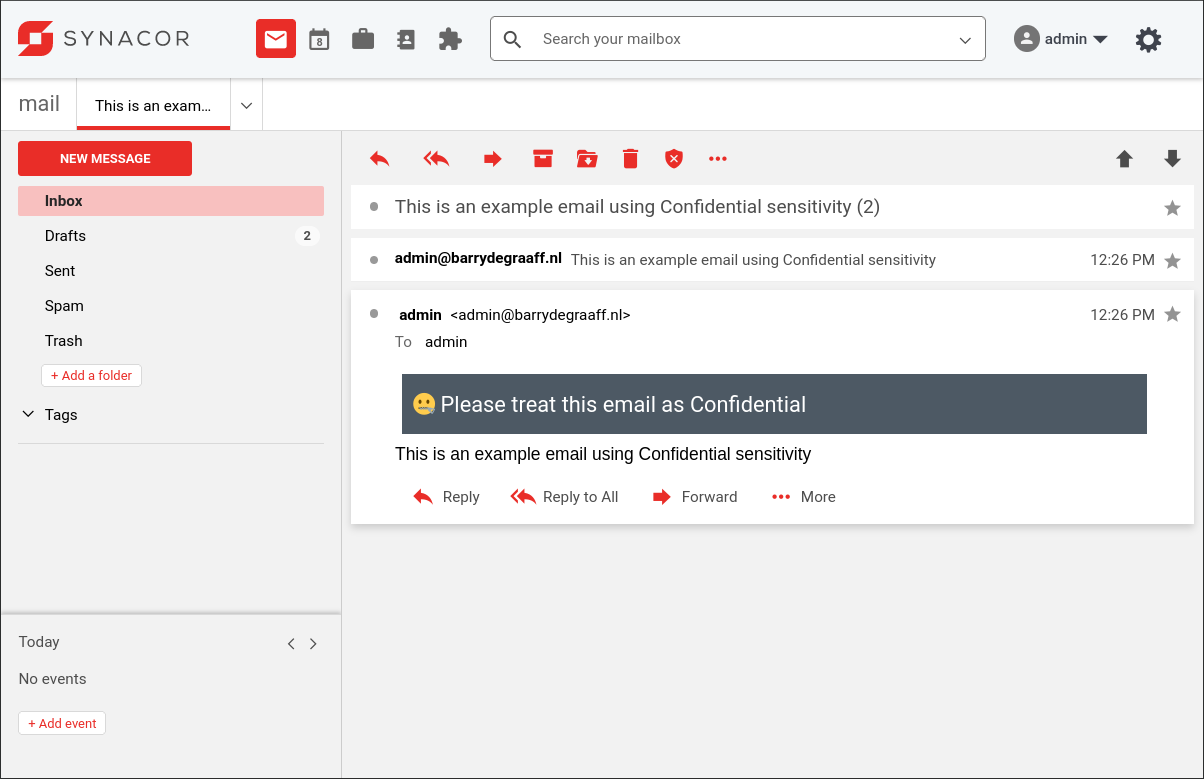 SYNACOR
8
Search your mailbox
admin
mail
This is an exam...
NEW MESSAGE
Inbox
Drafts
2
Sent
Spam
Trash
+ Add a folder
Tags
Today
No events
+ Add event
This is an example email using Confidential sensitivity (2)
admin@barrydegraaff.nl This is an example email using Confidential sensitivity 12:26 PM
admin <admin@barrydegraaff.nl> 12:26 PM
To admin
Please treat this email as Confidential
This is an example email using Confidential sensitivity
Reply Reply to All Forward More